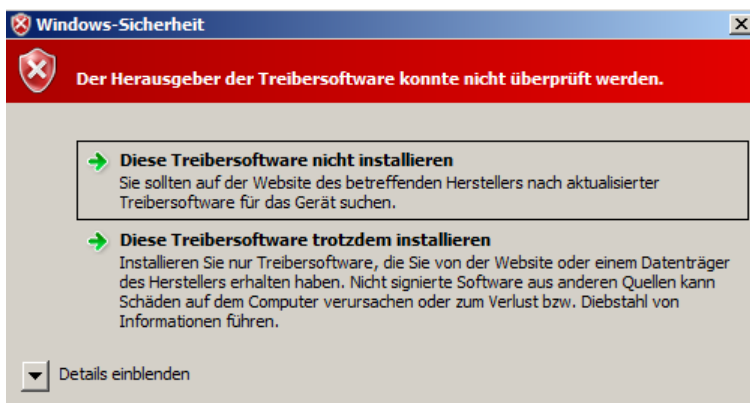 Windows-Sicherheit
Der Herausgeber der Treibersoftware konnte nicht überprüft werden.
Diese Treibersoftware nicht installieren
Sie sollten auf der Website des betreffenden Herstellers nach aktualisierter
Treibersoftware für das Gerät suchen.
Diese Treibersoftware trotzdem installieren
Installieren Sie nur Treibersoftware, die Sie von der Website oder einem Datenträger
des Herstellers erhalten haben. Nicht signierte Software aus anderen Quellen kann
Schäden auf dem Computer verursachen oder zum Verlust bzw. Diebstahl von
Informationen führen.
Details einblenden